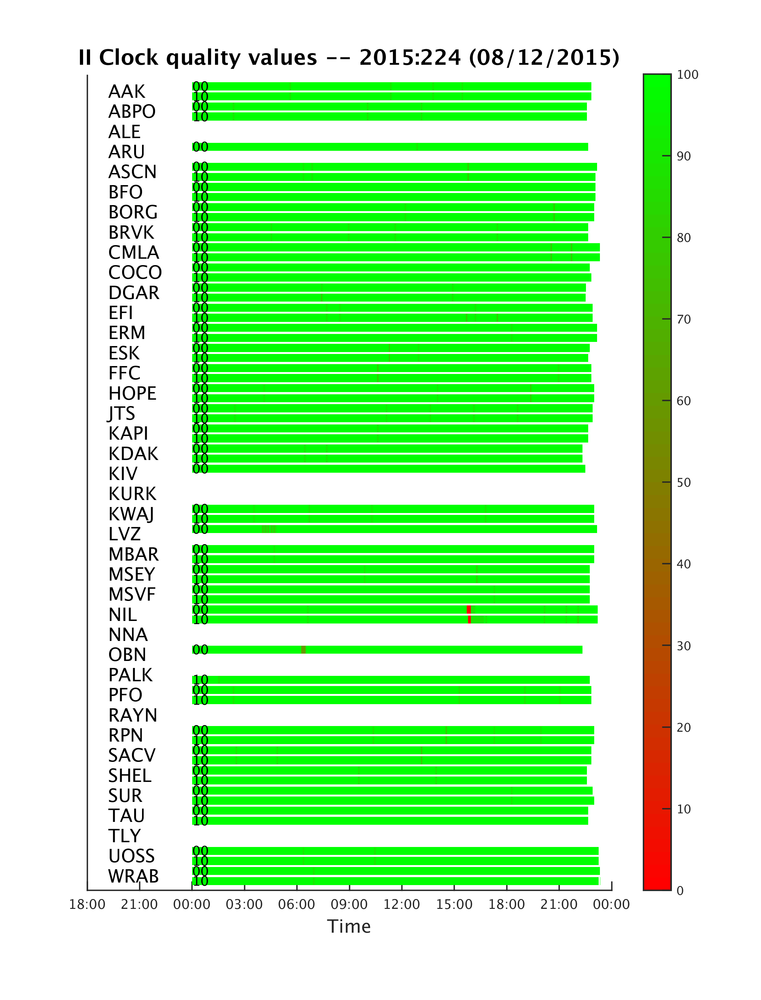 II Clock quality values -- 2015:224 (08/12/2015)
AAK 00
10
ABPO 00
10
ALE
ARU 00
ASCN 00
10
BFO 00
10
BORG 00
10
BRVK 00
10
CMLA 00
10
COCO 00
10
DGAR 00
10
EFI 00
10
ERM 00
10
ESK 00
10
FFC 00
10
HOPE 00
10
JTS 00
10
KAPI 00
10
KDAK 00
10
KIV 00
KURK
KWAJ 00
10
LVZ 00
MBAR 00
10
MSEY 00
10
MSVF 00
10
NIL 00
10
NNA
OBN 00
PALK 10
PFO 00
10
RAYN
RPN 00
10
SACV 00
10
SHEL 00
10
SUR 00
10
TAU 00
10
TLY
UOSS 00
10
WRAB 00
10
18:00 21:00 00:00 03:00 06:00 09:00 12:00 15:00 18:00 21:00 00:00
Time
100
90
80
70
60
50
40
30
20
10
0